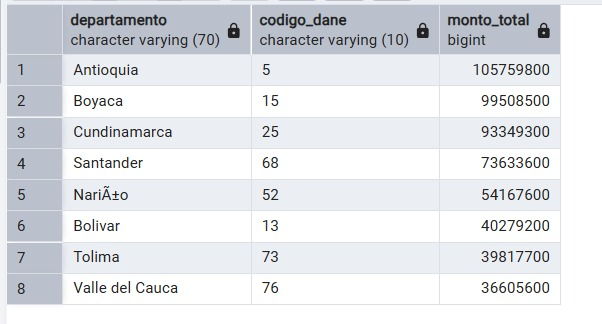 departamento codigo_dane monto_total
character varying (70) character varying (10) bigint
1 Antioquia 5 105759800
2 Boyaca 15 99508500
3 Cundinamarca 25 93349300
4 Santander 68 73633600
5 NariÃ±o 52 54167600
6 Bolivar 13 40279200
7 Tolima 73 39817700
8 Valle del Cauca 76 36605600